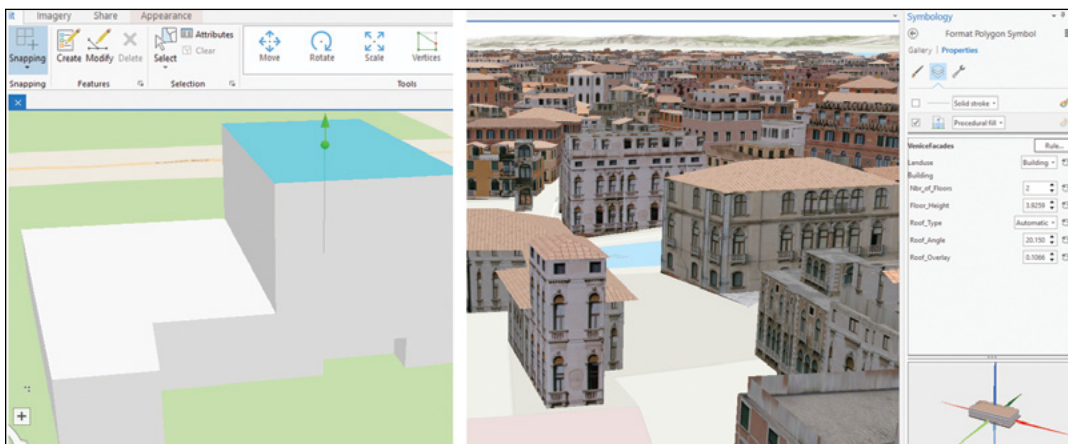 it Imagery Share Appearance
Snapping
Create Modify Delete
Select
Attributes
Clear
Move Rotate Scale Vertices
Snapping Features Selection Tools
Symbology
Format Polygon Symbol
Gallery | Properties
Solid stroke
Procedural fill
VeniceFacades Rule...
Landuse Building
Building
Nbr_of_Floors 2
Floor_Height 3.9259
Roof_Type Automatic
Roof_Angle 20.150
Roof_Overlay 0.1066